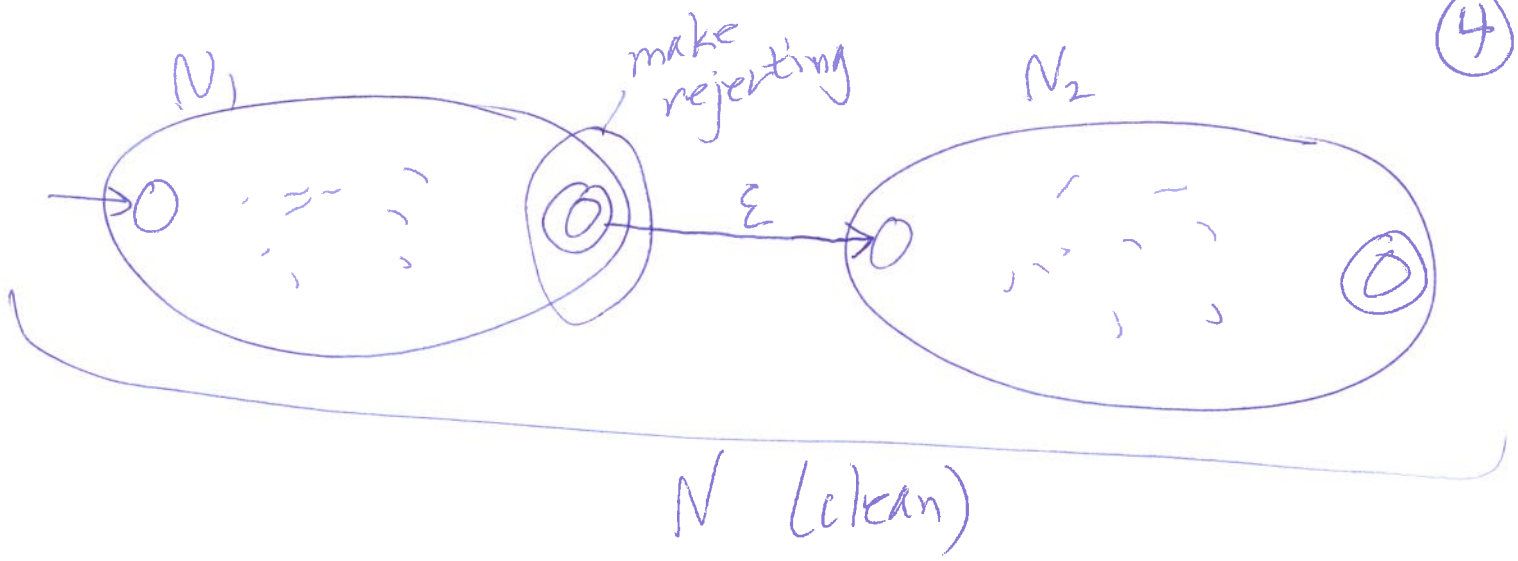 ④
N₁
make
rejecting
N₂
ε
N (clean)